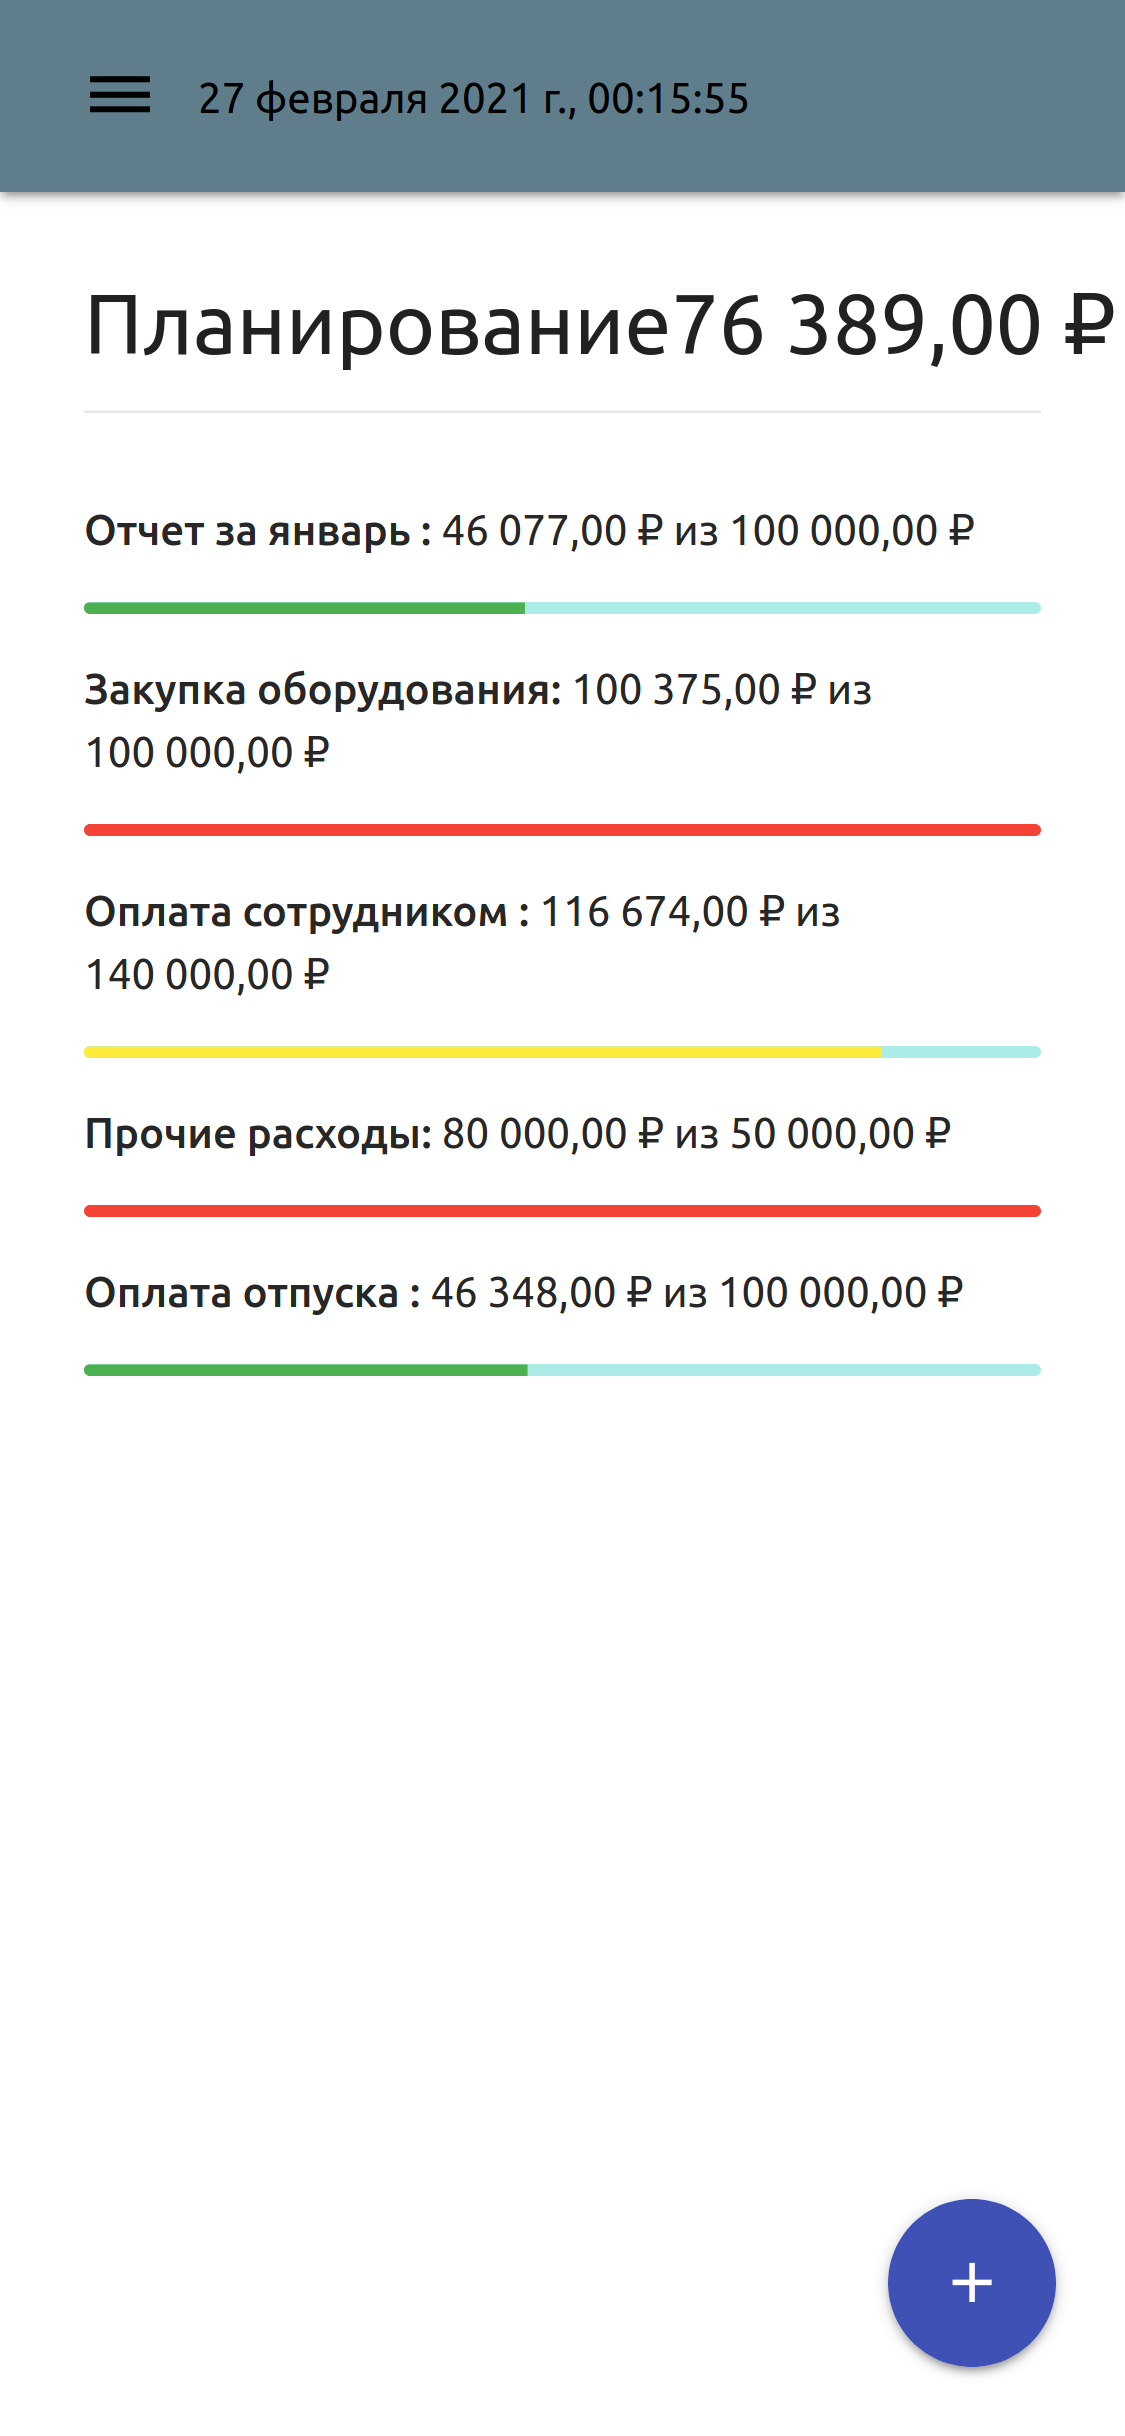 27 февраля 2021 г., 00:15:55
Планирование76 389,00 ₽
Отчет за январь : 46 077,00 ₽ из 100 000,00 ₽
Закупка оборудования: 100 375,00 ₽ из
100 000,00 ₽
Оплата сотрудником : 116 674,00 ₽ из
140 000,00 ₽
Прочие расходы: 80 000,00 ₽ из 50 000,00 ₽
Оплата отпуска : 46 348,00 ₽ из 100 000,00 ₽
+